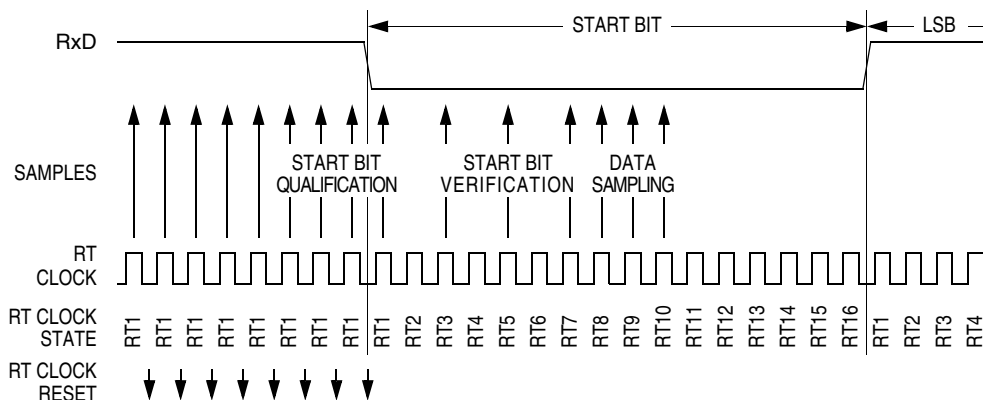 START BIT LSB
RxD
SAMPLES
START BIT QUALIFICATION
START BIT VERIFICATION
DATA SAMPLING
RT CLOCK
RT CLOCK STATE
RT1 RT1 RT1 RT1 RT1 RT1 RT1 RT1 RT1 RT2 RT3 RT4 RT5 RT6 RT7 RT8 RT9 RT10 RT11 RT12 RT13 RT14 RT15 RT16 RT1 RT2 RT3 RT4
RT CLOCK RESET